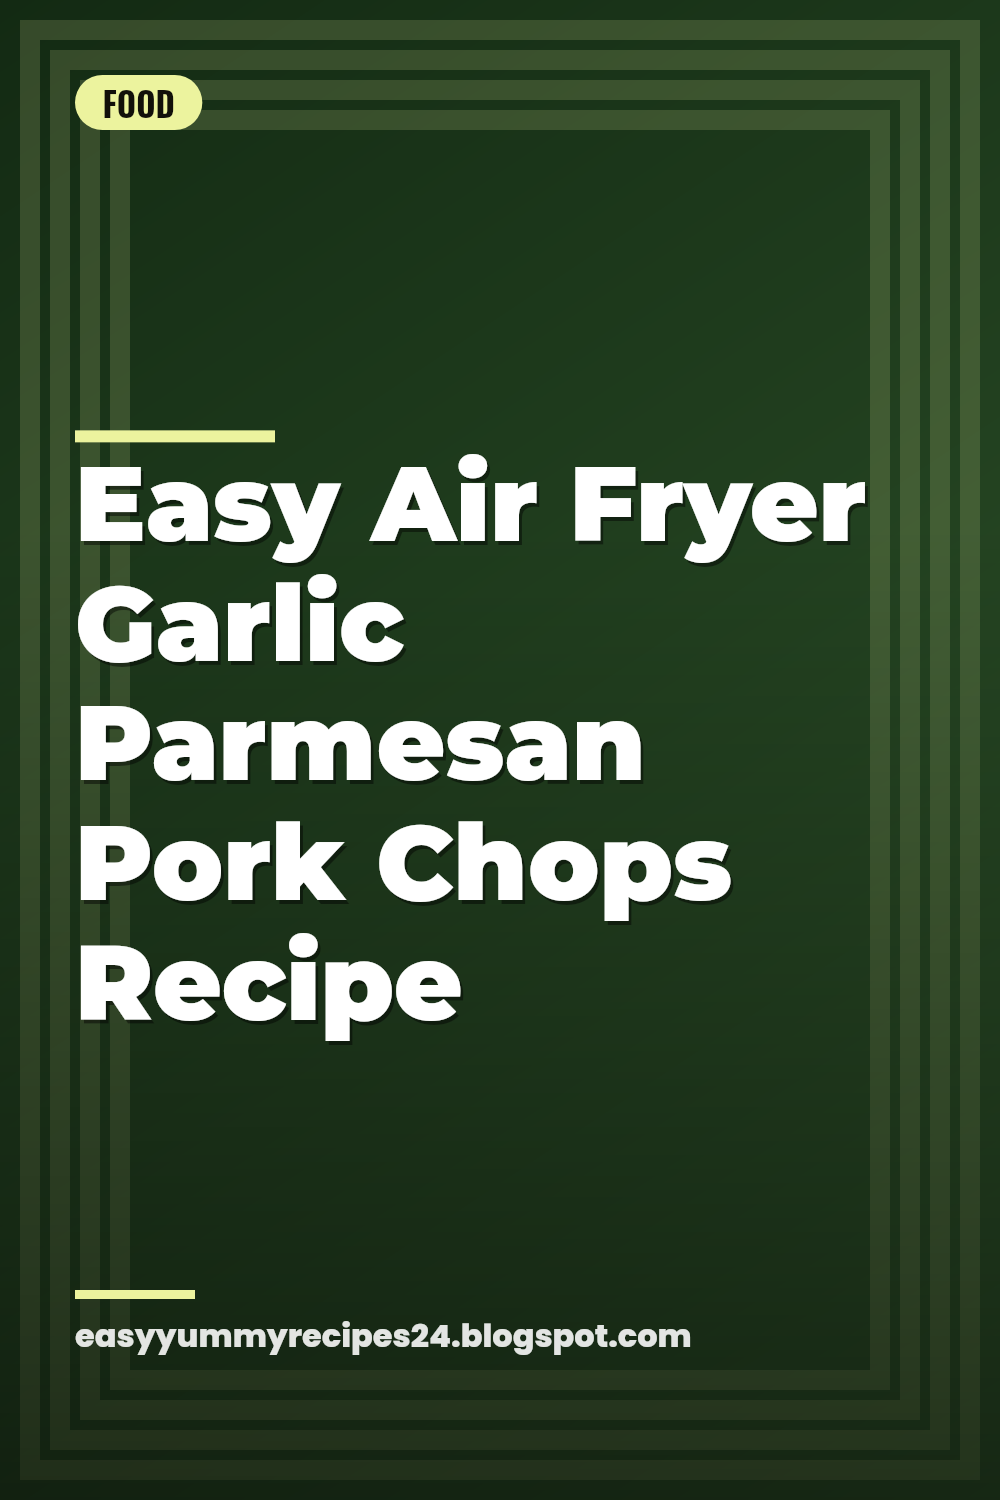 FOOD
Easy Air Fryer
Garlic
Parmesan
Pork Chops
Recipe
easyyummyrecipes24.blogspot.com